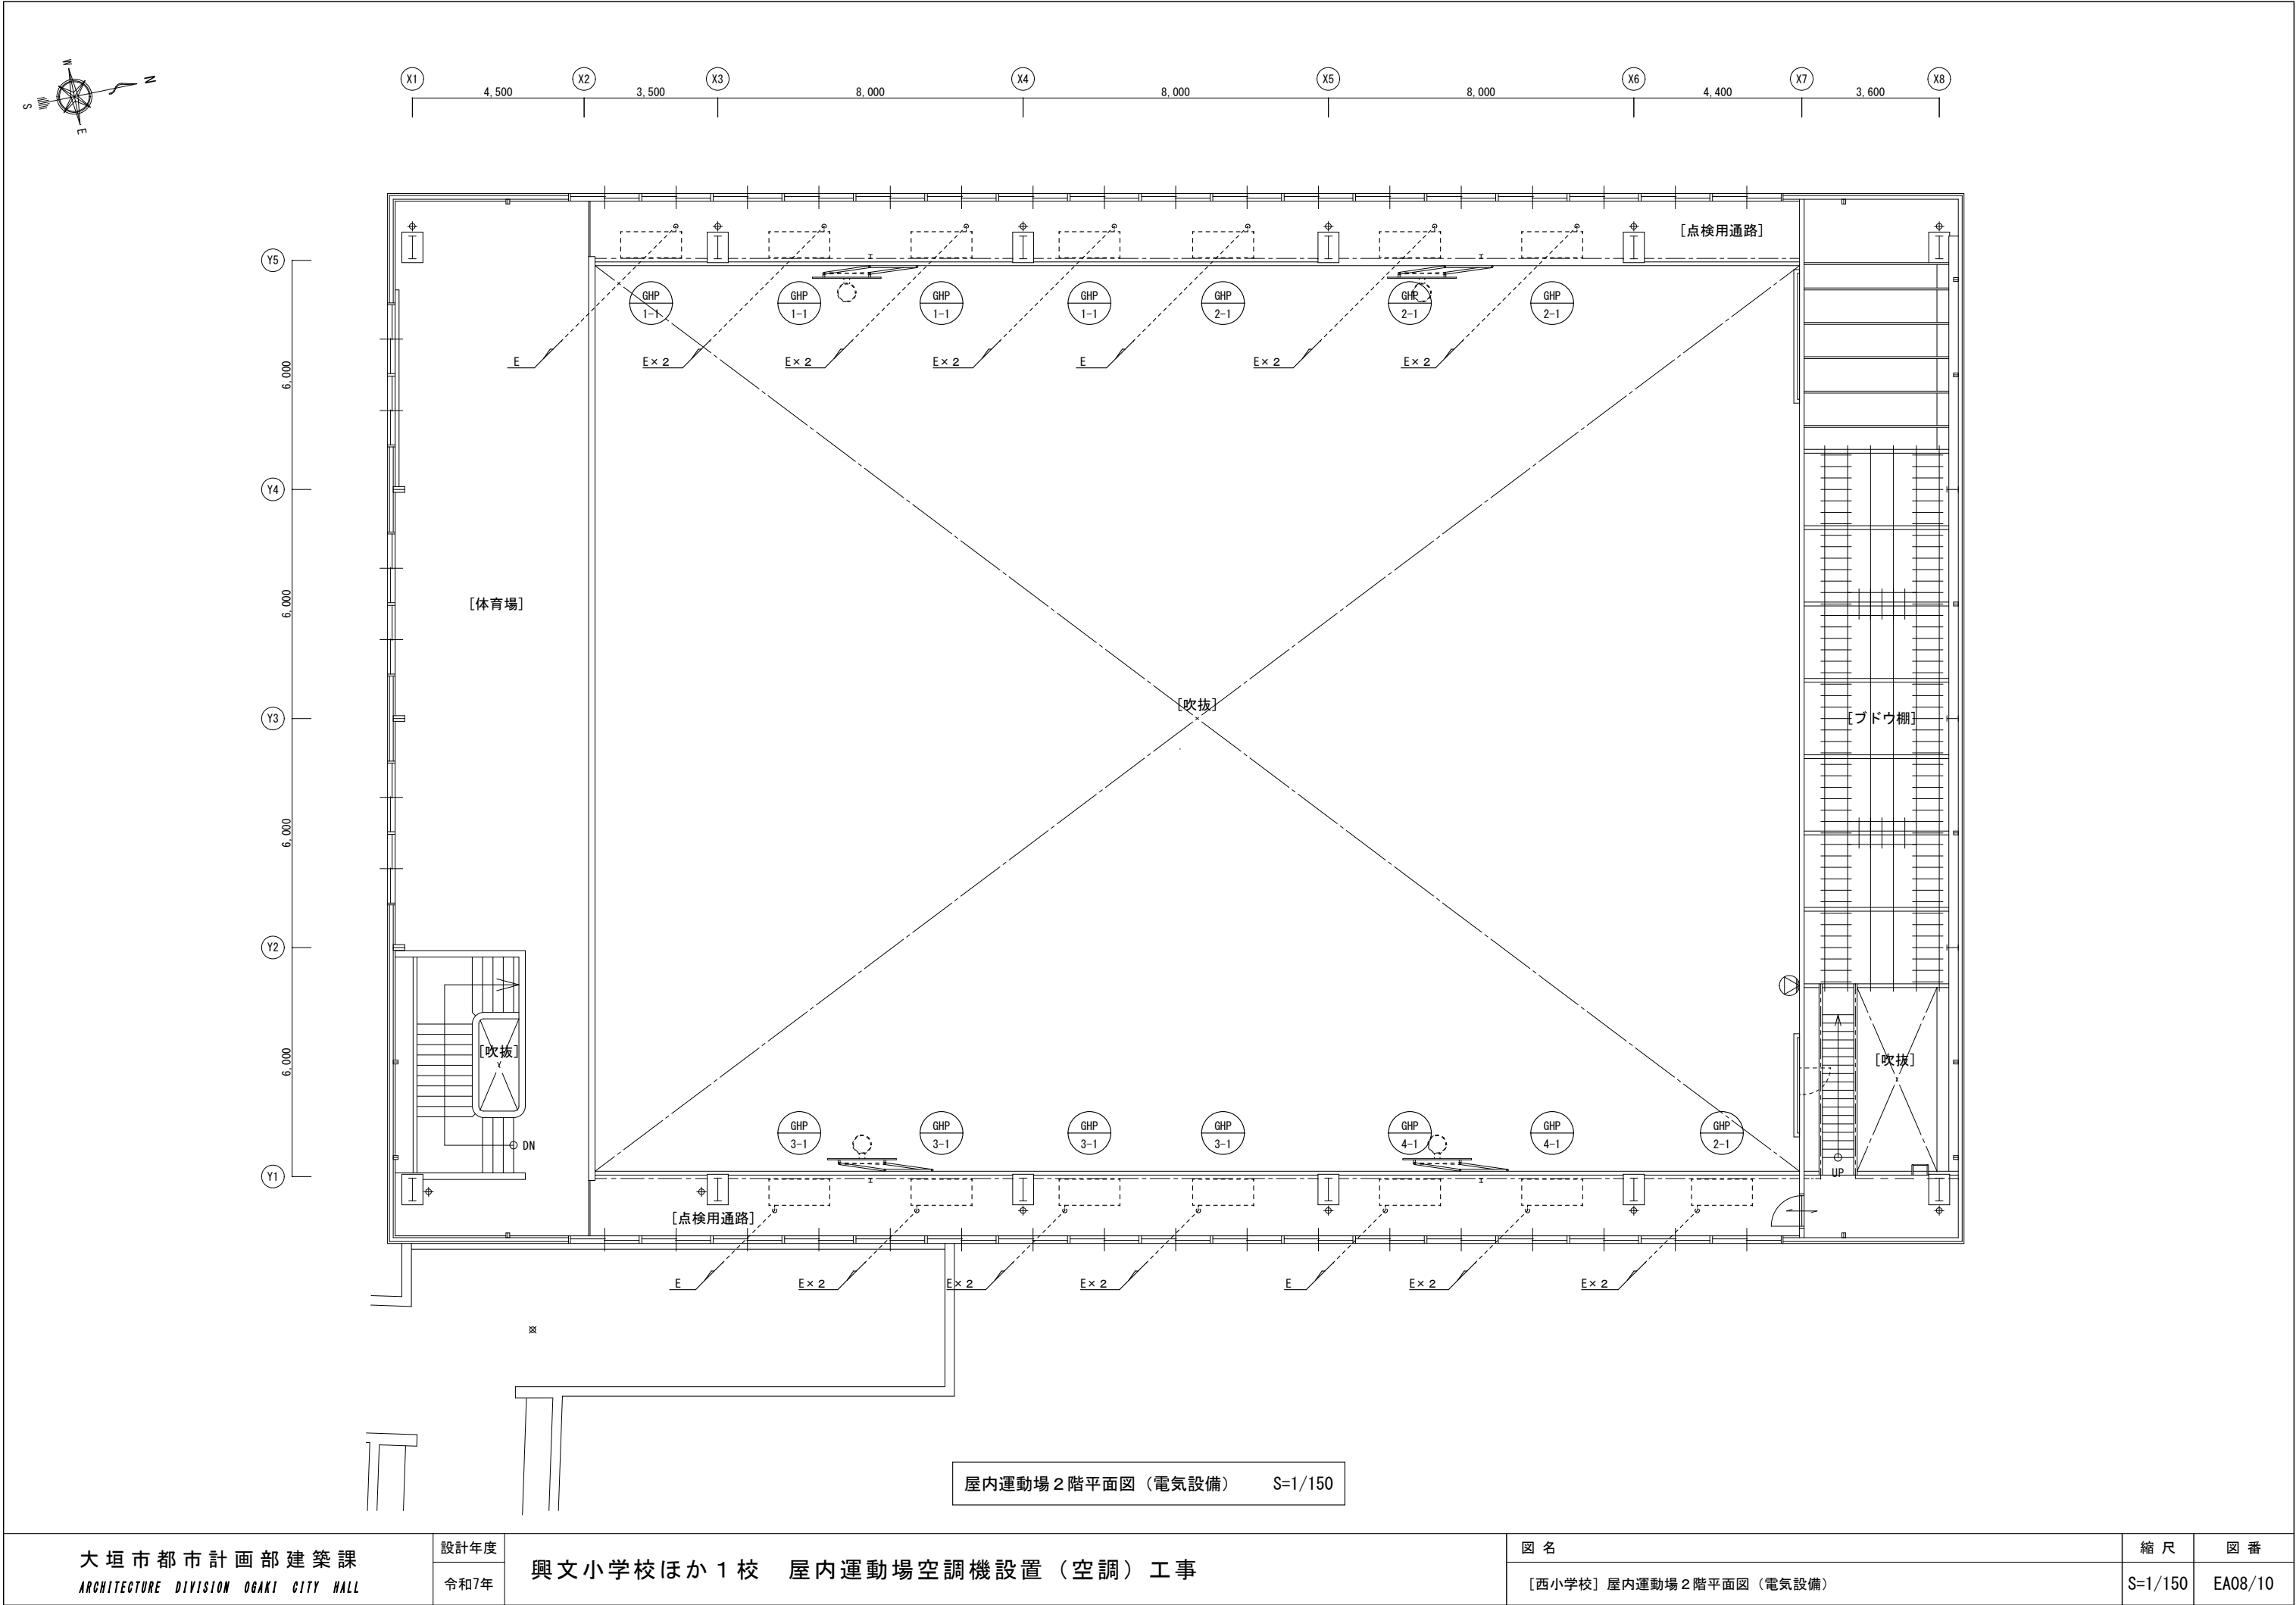 W
N
S
E
X1
X2
X3
X4
X5
X6
X7
X8
4,500
3,500
8,000
8,000
8,000
4,400
3,600
[点検用通路]
Y5
GHP
1-1
GHP
1-1
GHP
1-1
GHP
1-1
GHP
2-1
GHP
2-1
GHP
2-1
E
E×2
E×2
E×2
E
E×2
E×2
6,000
Y4
6,000
[体育場]
[吹抜]
Y3
[ブドウ棚]
6,000
Y2
6,000
[吹抜]
[吹抜]
DN
GHP
3-1
GHP
3-1
GHP
3-1
GHP
3-1
GHP
4-1
GHP
4-1
GHP
2-1
Y1
UP
[点検用通路]
E
E×2
E×2
E×2
E
E×2
E×2
屋内運動場2階平面図（電気設備） S=1/150
大垣市都市計画部建築課
ARCHITECTURE DIVISION OGAKI CITY HALL
設計年度
令和7年
興文小学校ほか1校 屋内運動場空調機設置（空調）工事
図名
[西小学校] 屋内運動場2階平面図（電気設備）
縮尺
S=1/150
図番
EA08/10